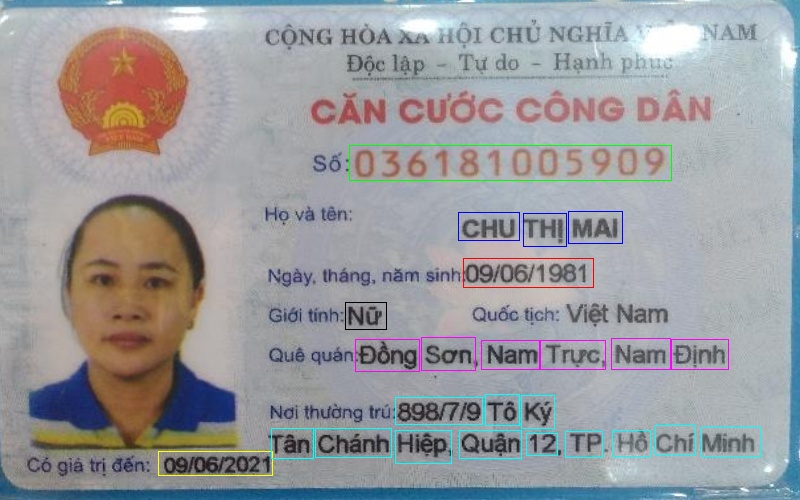 CỘNG HÒA XÃ HỘI CHỦ NGHĨA VIỆT NAM
Độc lập - Tự do - Hạnh phúc
CĂN CƯỚC CÔNG DÂN
Số: 036181005909
Họ và tên:
CHU THỊ MAI
Ngày, tháng, năm sinh: 09/06/1981
Giới tính: Nữ Quốc tịch: Việt Nam
Quê quán: Đồng Sơn, Nam Trực, Nam Định
Nơi thường trú: 898/7/9 Tô Ký
Tân Chánh Hiệp, Quận 12, TP. Hồ Chí Minh
Có giá trị đến: 09/06/2021